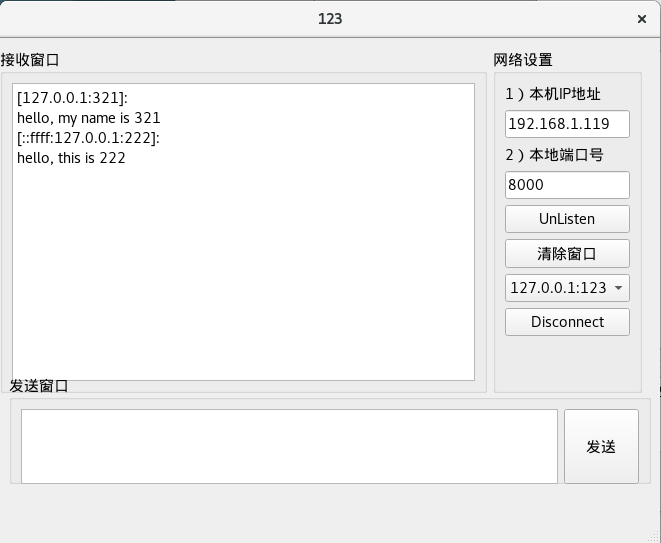 123
接收窗口
[127.0.0.1:321]:
hello, my name is 321
[::ffff:127.0.0.1:222]:
hello, this is 222
网络设置
1）本机IP地址
192.168.1.119
2）本地端口号
8000
UnListen
清除窗口
127.0.0.1:123
Disconnect
发送窗口
发送